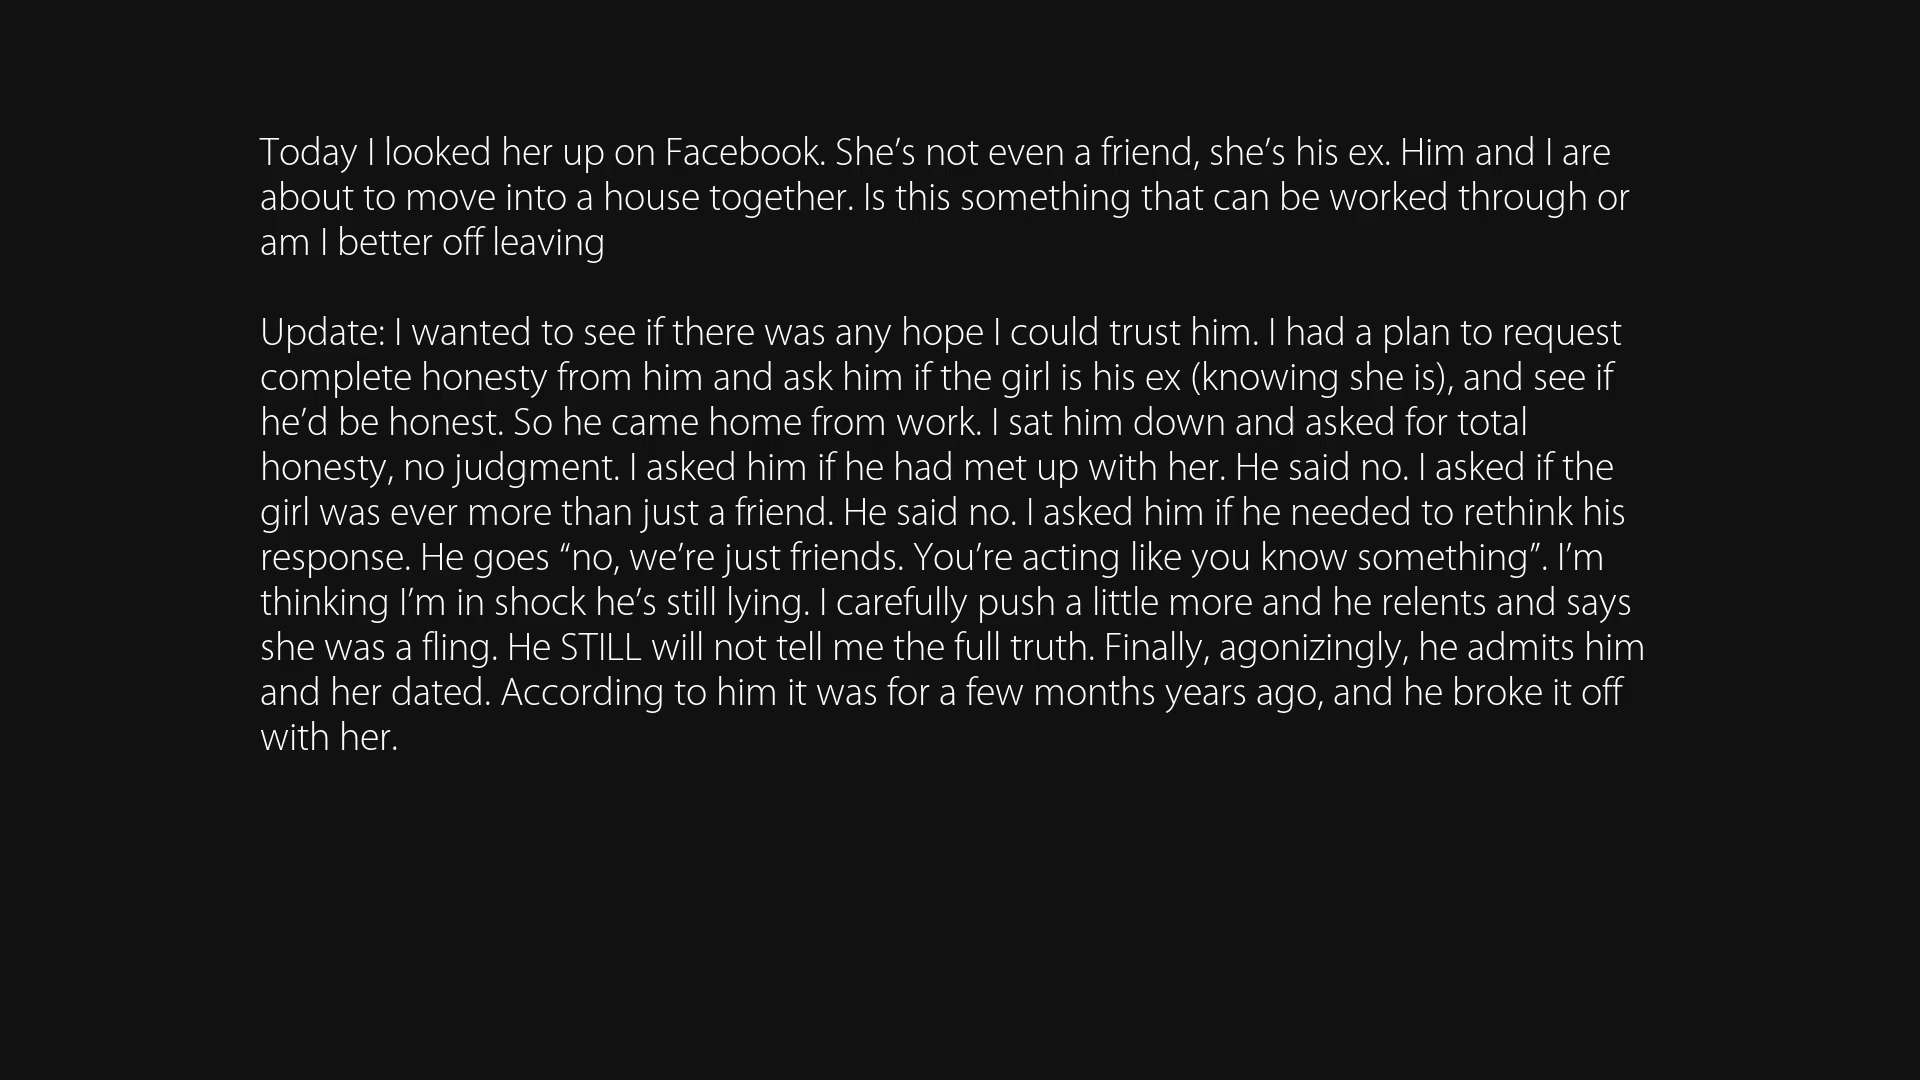 Today I looked her up on Facebook. She’s not even a friend, she’s his ex. Him and I are
about to move into a house together. Is this something that can be worked through or
am I better off leaving
Update: I wanted to see if there was any hope I could trust him. I had a plan to request
complete honesty from him and ask him if the girl is his ex (knowing she is), and see if
he’d be honest. So he came home from work. I sat him down and asked for total
honesty, no judgment. I asked him if he had met up with her. He said no. I asked if the
girl was ever more than just a friend. He said no. I asked him if he needed to rethink his
response. He goes “no, we’re just friends. You’re acting like you know something”. I’m
thinking I’m in shock he’s still lying. I carefully push a little more and he relents and says
she was a fling. He STILL will not tell me the full truth. Finally, agonizingly, he admits him
and her dated. According to him it was for a few months years ago, and he broke it off
with her.